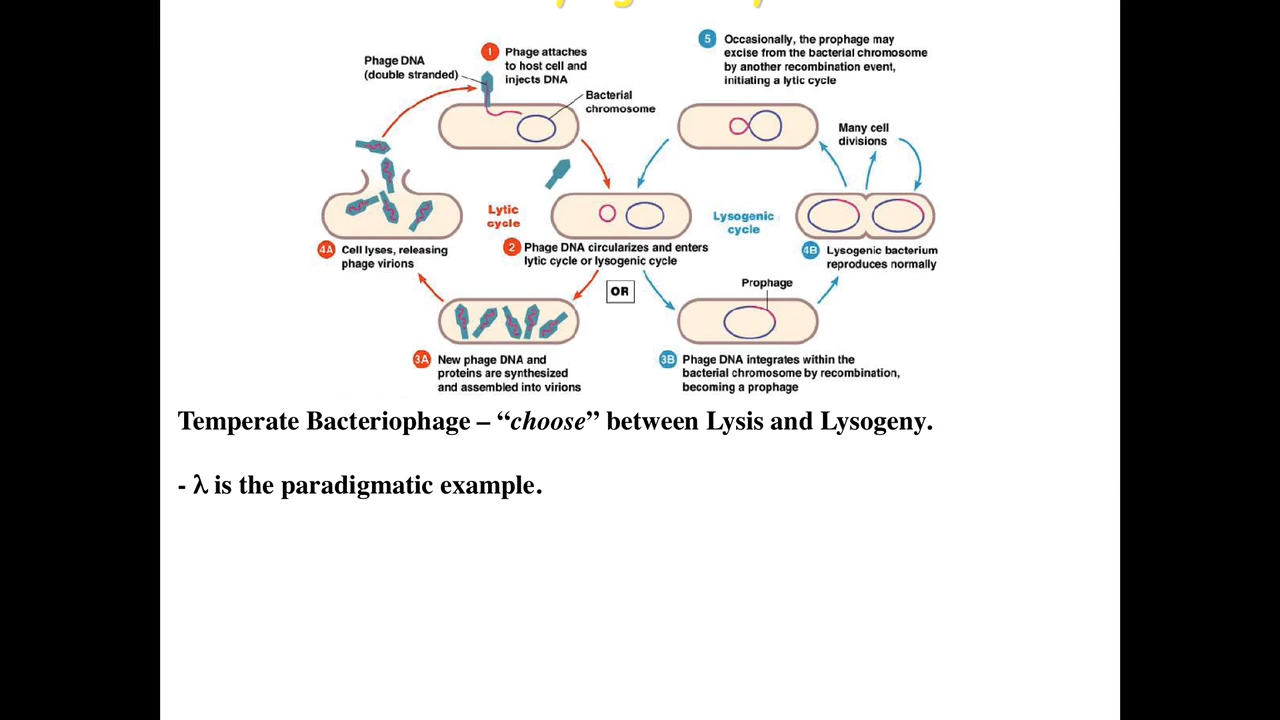 1 Phage attaches
to host cell and
injects DNA
Phage DNA
(double stranded)
Bacterial
chromosome
5 Occasionally, the prophage may
excise from the bacterial chromosome
by another recombination event,
initiating a lytic cycle
Many cell
divisions
Lytic
cycle
Lysogenic
cycle
2 Phage DNA circularizes and enters
lytic cycle or lysogenic cycle
OR
4A Cell lyses, releasing
phage virions
4B Lysogenic bacterium
reproduces normally
Prophage
3A New phage DNA and
proteins are synthesized
and assembled into virions
3B Phage DNA integrates within the
bacterial chromosome by recombination,
becoming a prophage
Temperate Bacteriophage – “choose” between Lysis and Lysogeny.
- λ is the paradigmatic example.